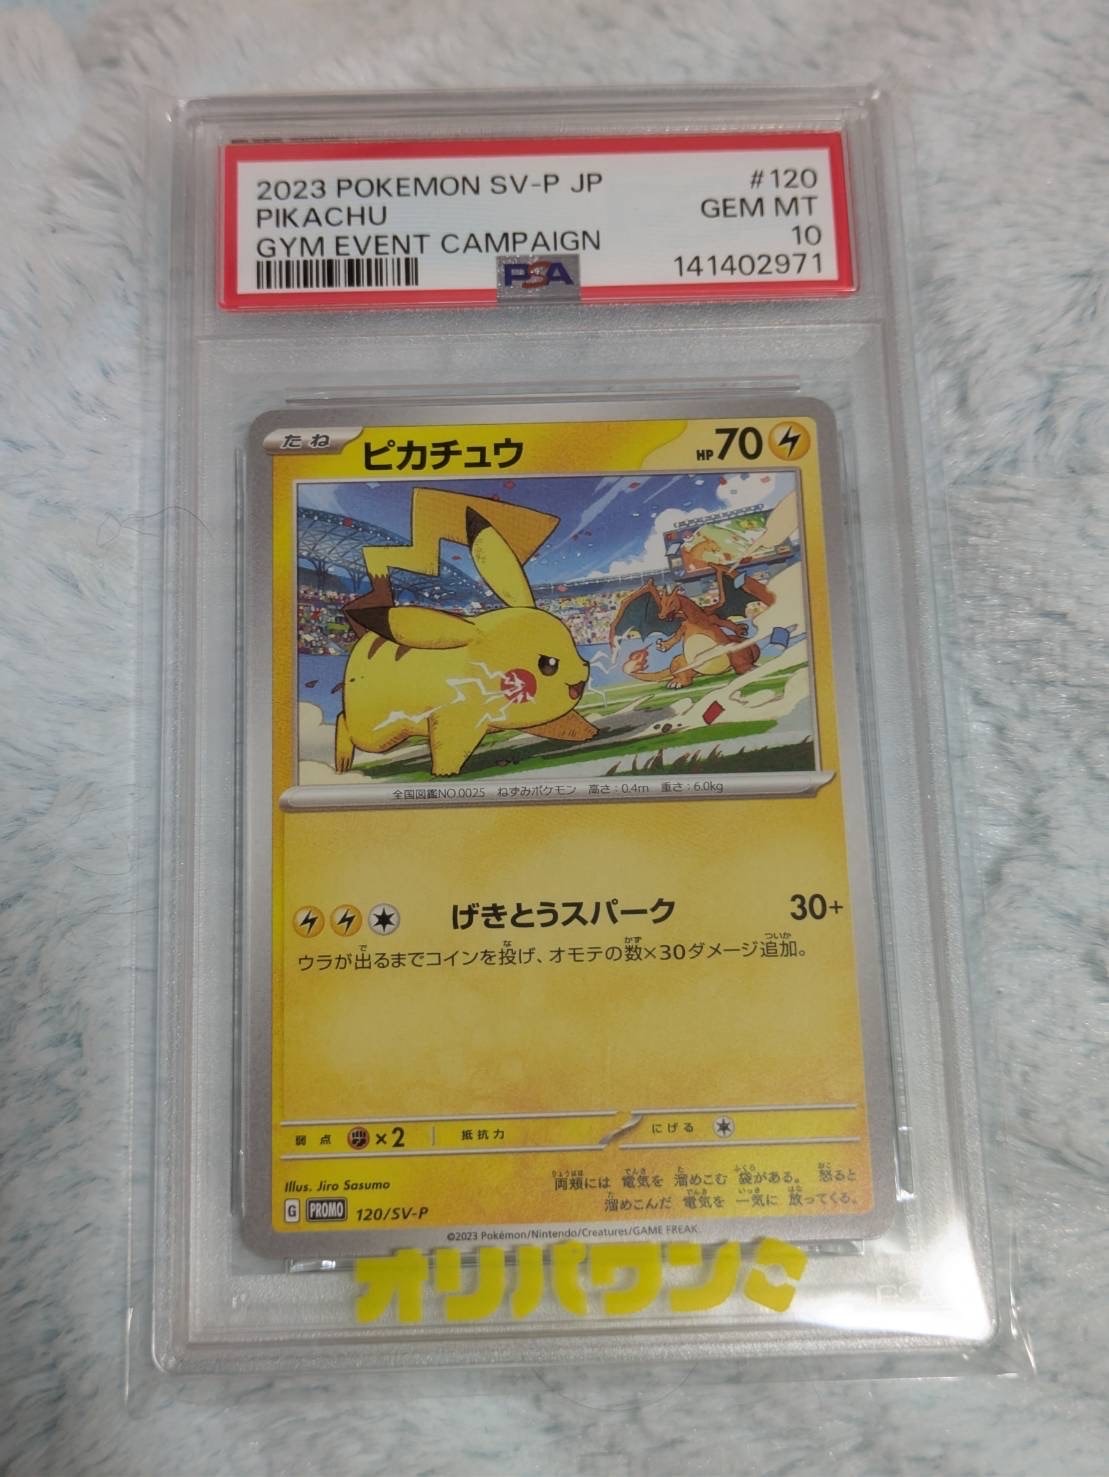 2023 POKEMON SV-P JP
#120
PIKACHU
GEM MT
GYM EVENT CAMPAIGN
10
PSA
141402971
たね
ピカチュウ
HP70
全国図鑑NO.0025 ねずみポケモン 高さ:0.4m 重さ:6.0kg
げきとうスパーク
30+
ウラが出るまでコインを投げ、オモテの数×30ダメージ追加。
弱点 ×2
抵抗力
にげる
Illus. Jiro Sasumo
両頬には 電気を 溜めこむ 袋がある。 怒ると
溜めこんだ 電気を 一気に 放ってくる。
G PROMO 120/SV-P
©2023 Pokémon/Nintendo/Creatures/GAME FREAK.
オリパワン